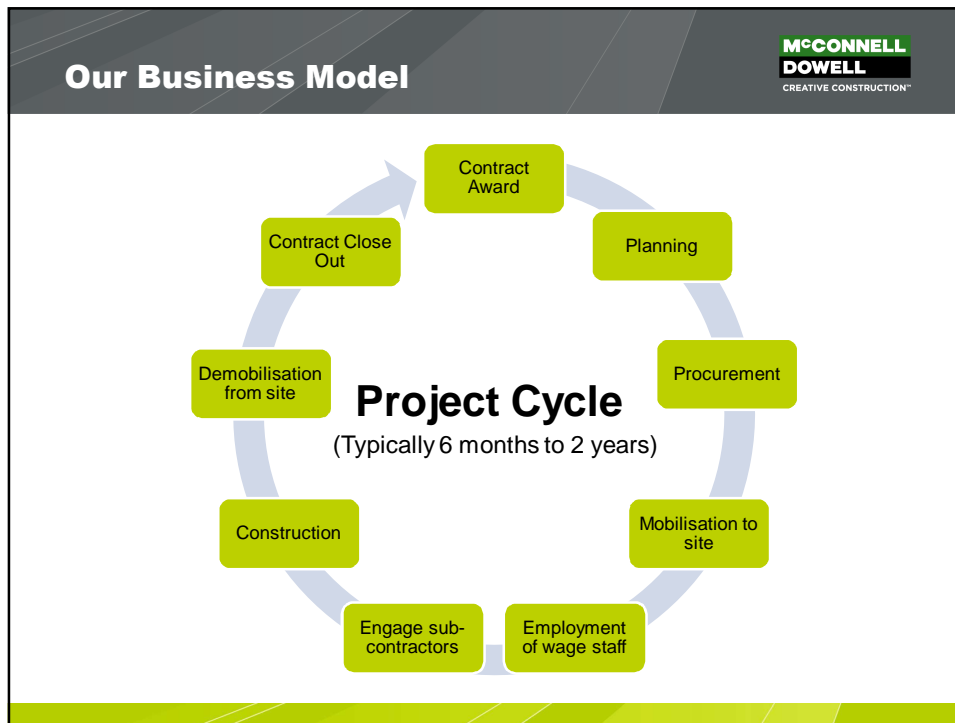 Our Business Model
McCONNELL
DOWELL
CREATIVE CONSTRUCTION™
Contract
Award
Planning
Procurement
Mobilisation to
site
Employment
of wage staff
Engage sub-
contractors
Construction
Demobilisation
from site
Contract Close
Out
Project Cycle
(Typically 6 months to 2 years)